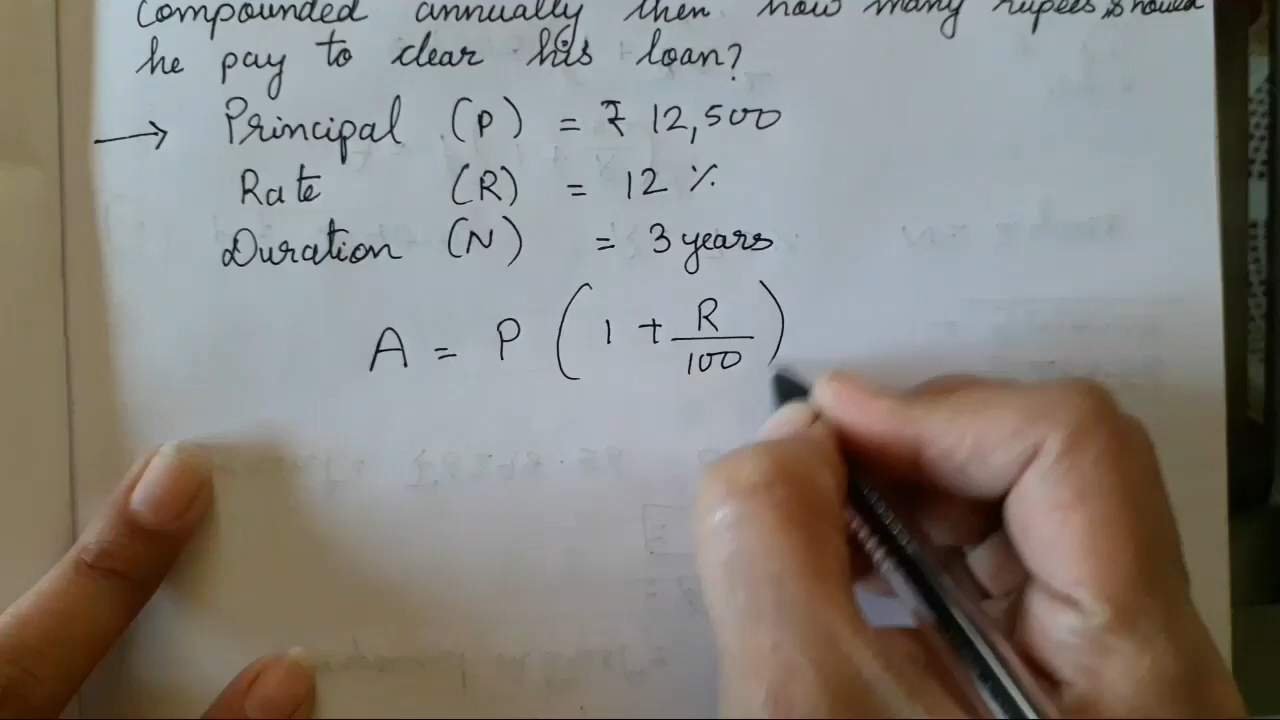 Compounded annually then how many rupees should
he pay to clear his loan?
→ Principal (P) = ₹ 12,500
Rate (R) = 12 %
Duration (N) = 3 years
A = P ( 1 + R/100 )